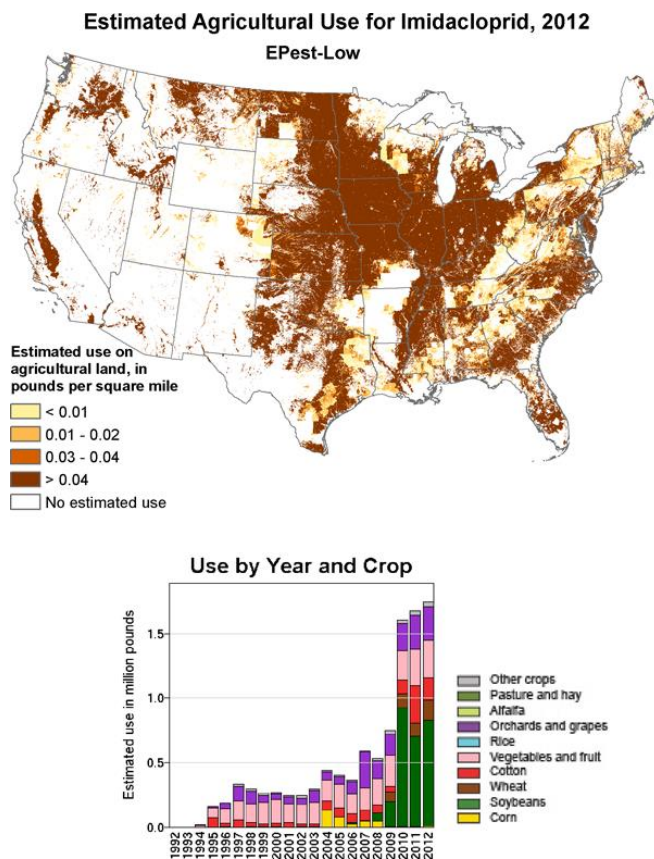 Estimated Agricultural Use for Imidacloprid, 2012
EPest-Low
Estimated use on
agricultural land, in
pounds per square mile
< 0.01
0.01 - 0.02
0.03 - 0.04
> 0.04
No estimated use
Use by Year and Crop
Estimated use in million pounds
1.5
1.0
0.5
0.0
1992
1993
1994
1995
1996
1997
1998
1999
2000
2001
2002
2003
2004
2005
2006
2007
2008
2009
2010
2011
2012
Other crops
Pasture and hay
Alfalfa
Orchards and grapes
Rice
Vegetables and fruit
Cotton
Wheat
Soybeans
Corn